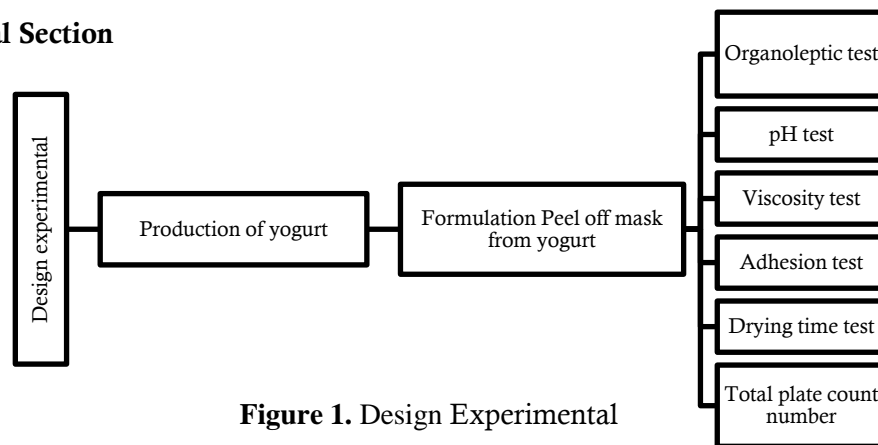 al Section
Design experimental
Production of yogurt
Formulation Peel off mask
from yogurt
Organoleptic test
pH test
Viscosity test
Adhesion test
Drying time test
Total plate count
number
Figure 1. Design Experimental